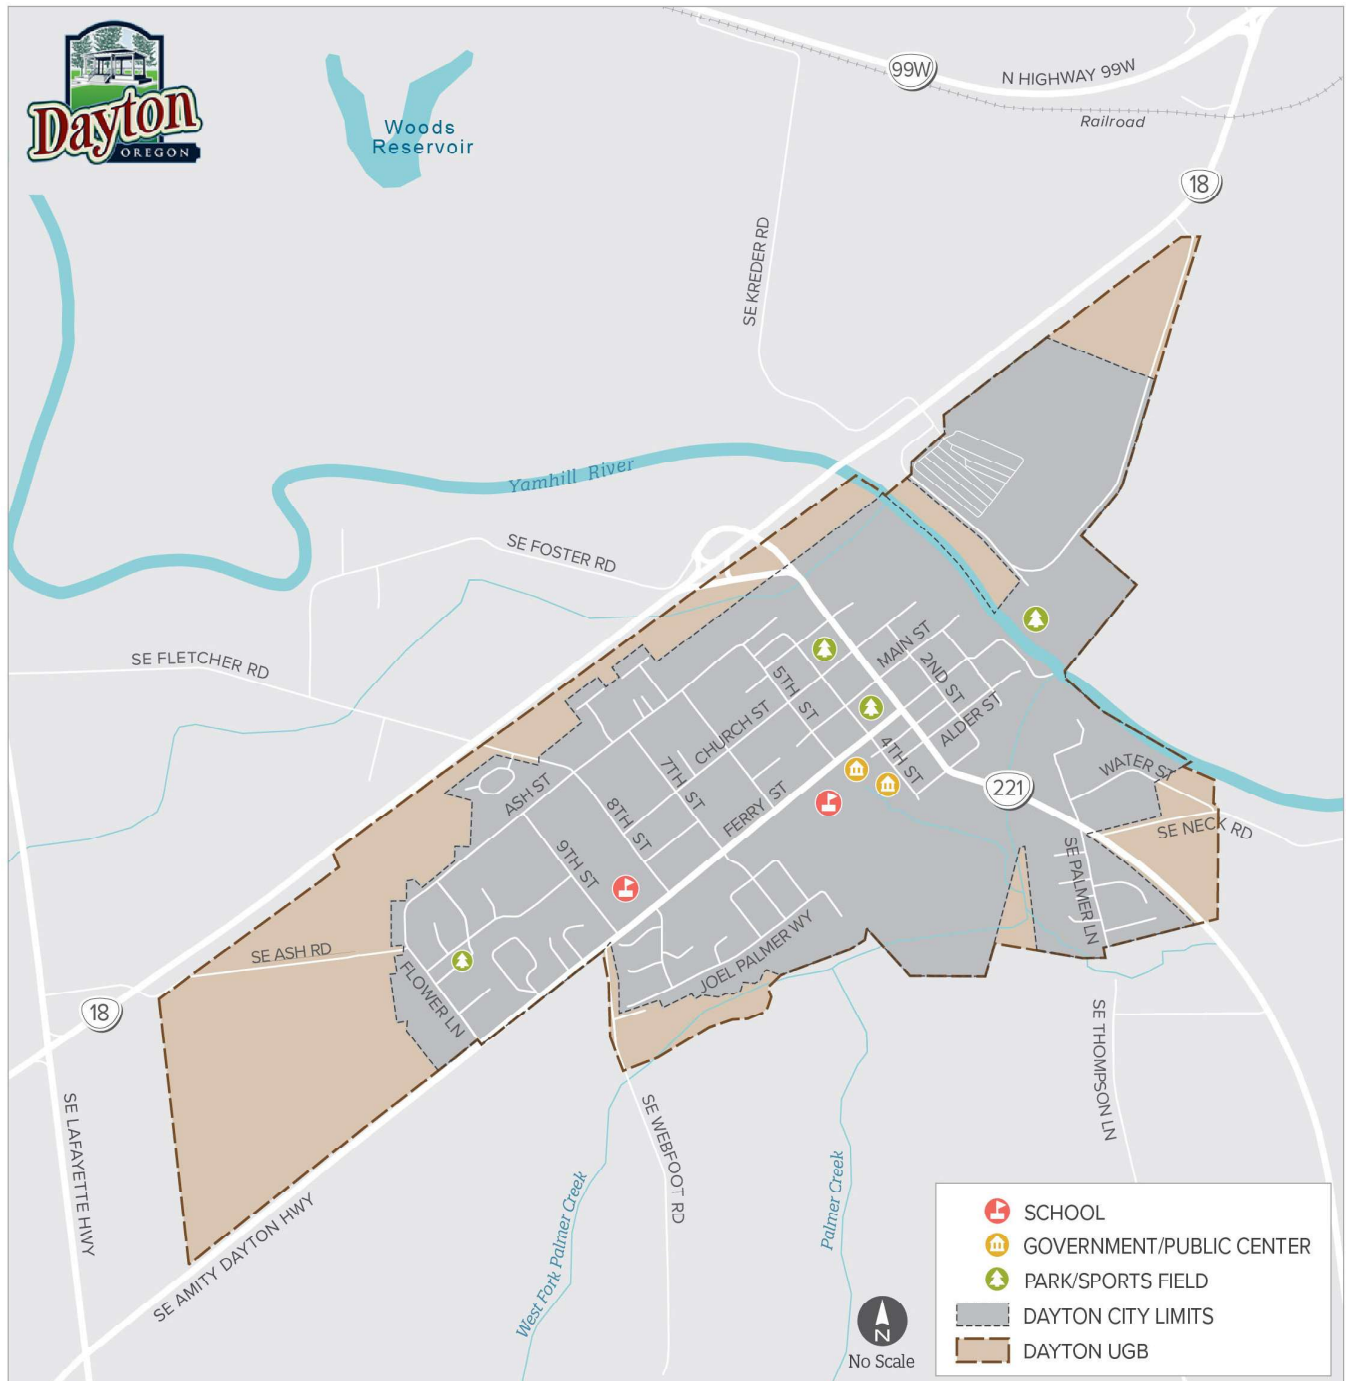 Dayton
OREGON
Woods
Reservoir
99W
N HIGHWAY 99W
Railroad
18
SE KREDER RD
Yamhill River
SE FOSTER RD
SE FLETCHER RD
MAIN ST
2ND ST
5TH ST
CHURCH ST
ALDER ST
4TH ST
7TH ST
WATER ST
221
ASH ST
FERRY ST
8TH ST
SE NECK RD
9TH ST
SE PALMER LN
SE ASH RD
JOEL PALMER WY
FLOWER LN
18
SE THOMPSON LN
SE LAFAYETTE HWY
SE WEBFOOT RD
SE AMITY DAYTON HWY
West Fork Palmer Creek
Palmer Creek
N
No Scale
SCHOOL
GOVERNMENT/PUBLIC CENTER
PARK/SPORTS FIELD
DAYTON CITY LIMITS
DAYTON UGB